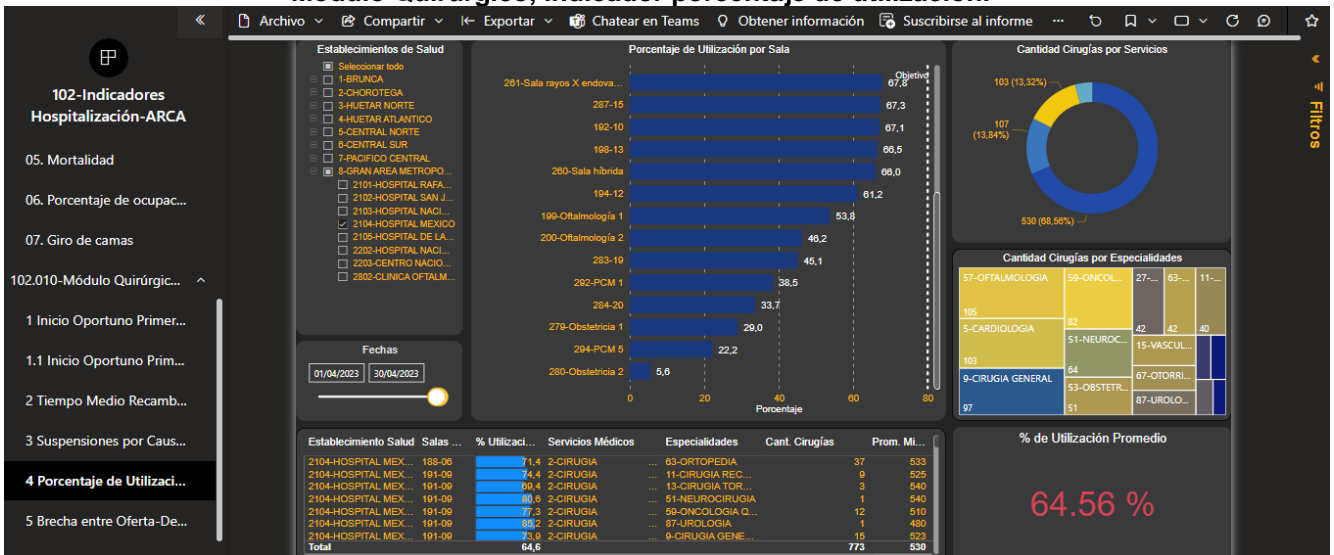 Módulo Quirúrgico, indicador porcentaje de utilización.
Archivo Compartir Exportar Chatear en Teams Obtener información Suscribirse al informe ...
102-Indicadores
Hospitalización-ARCA
05. Mortalidad
06. Porcentaje de ocupac...
07. Giro de camas
102.010-Módulo Quirúrgic...
1 Inicio Oportuno Primer...
1.1 Inicio Oportuno Prim...
2 Tiempo Medio Recamb...
3 Suspensiones por Caus...
4 Porcentaje de Utilizaci...
5 Brecha entre Oferta-De...
Establecimientos de Salud
Seleccionar todo
1-BRUNCA
2-CHOROTEGA
3-HUETAR NORTE
4-HUETAR ATLANTICO
5-CENTRAL NORTE
6-CENTRAL SUR
7-PACIFICO CENTRAL
8-GRAN AREA METROPO...
2101-HOSPITAL RAFA...
2102-HOSPITAL SAN J...
2103-HOSPITAL NACI...
2104-HOSPITAL MEXICO
2105-HOSPITAL DE LA...
2202-HOSPITAL NACI...
2203-CENTRO NACIO...
2802-CLINICA OFTALM...
Fechas
01/04/2023 30/04/2023
Porcentaje de Utilización por Sala
Objetivo
261-Sala rayos X endova... 67,8
287-15 67,3
192-10 67,1
198-13 66,5
260-Sala híbrida 66,0
194-12 61,2
199-Oftalmología 1 53,8
200-Oftalmología 2 46,2
283-19 45,1
292-PCM 1 38,5
284-20 33,7
279-Obstetricia 1 29,0
294-PCM 5 22,2
280-Obstetricia 2 5,6
0 20 40 60 80
Porcentaje
Cantidad Cirugías por Servicios
103 (13,32%)
107
(13,84%)
530 (68,56%)
Cantidad Cirugías por Especialidades
57-OFTALMOLOGIA
105
5-CARDIOLOGIA
103
9-CIRUGIA GENERAL
97
59-ONCOL...
82
51-NEUROC...
64
53-OBSTETR...
51
27-...
42
63-...
42
11-...
40
15-VASCUL...
67-OTORRI...
87-UROLO...
Establecimiento Salud Salas ... % Utilizaci... Servicios Médicos Especialidades Cant. Cirugías Prom. Mi...
2104-HOSPITAL MEX... 188-06 71,4 2-CIRUGIA ... 63-ORTOPEDIA 37 533
2104-HOSPITAL MEX... 191-09 74,4 2-CIRUGIA ... 11-CIRUGIA REC... 9 525
2104-HOSPITAL MEX... 191-09 69,4 2-CIRUGIA ... 13-CIRUGIA TOR... 3 540
2104-HOSPITAL MEX... 191-09 80,6 2-CIRUGIA ... 51-NEUROCIRUGIA 1 540
2104-HOSPITAL MEX... 191-09 77,3 2-CIRUGIA ... 59-ONCOLOGIA Q... 12 510
2104-HOSPITAL MEX... 191-09 85,2 2-CIRUGIA ... 87-UROLOGIA 1 480
2104-HOSPITAL MEX... 191-09 73,9 2-CIRUGIA ... 9-CIRUGIA GENE... 15 523
Total 64,6 773 530
% de Utilización Promedio
64.56 %
Filtros